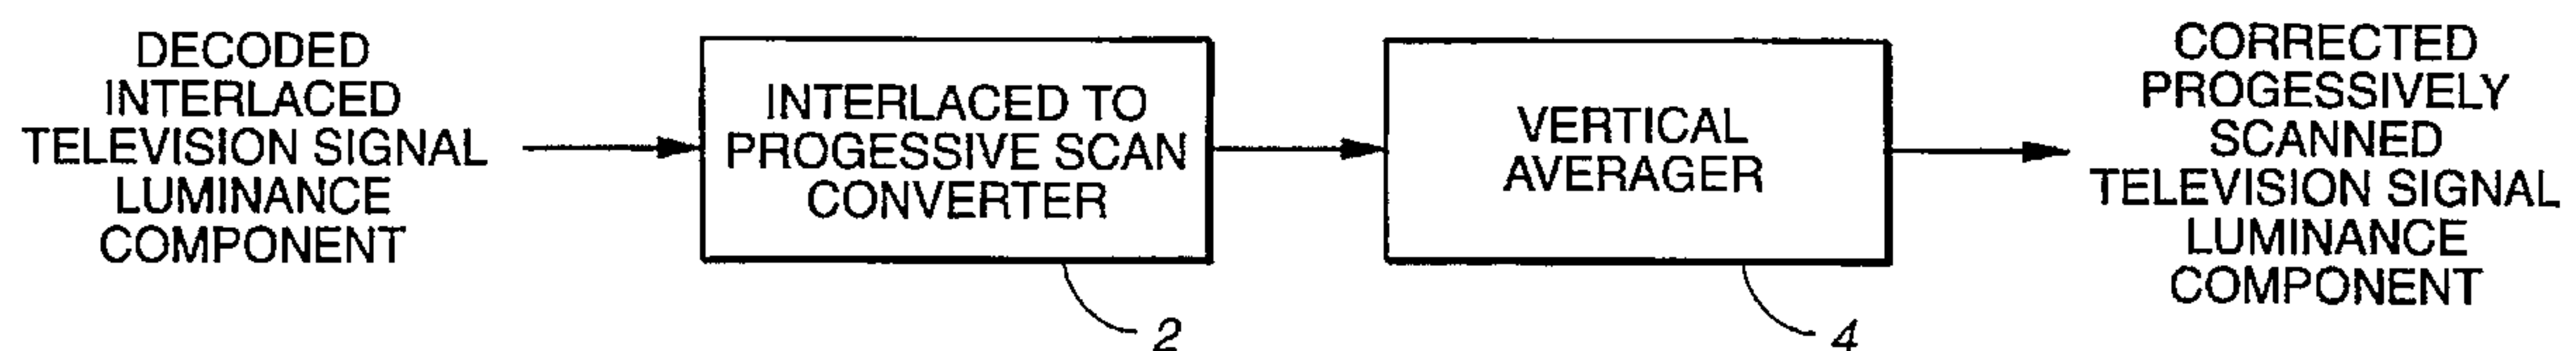 DECODED
INTERLACED
TELEVISION SIGNAL
LUMINANCE
COMPONENT
INTERLACED TO
PROGESSIVE SCAN
CONVERTER
2
VERTICAL
AVERAGER
4
CORRECTED
PROGESSIVELY
SCANNED
TELEVISION SIGNAL
LUMINANCE
COMPONENT